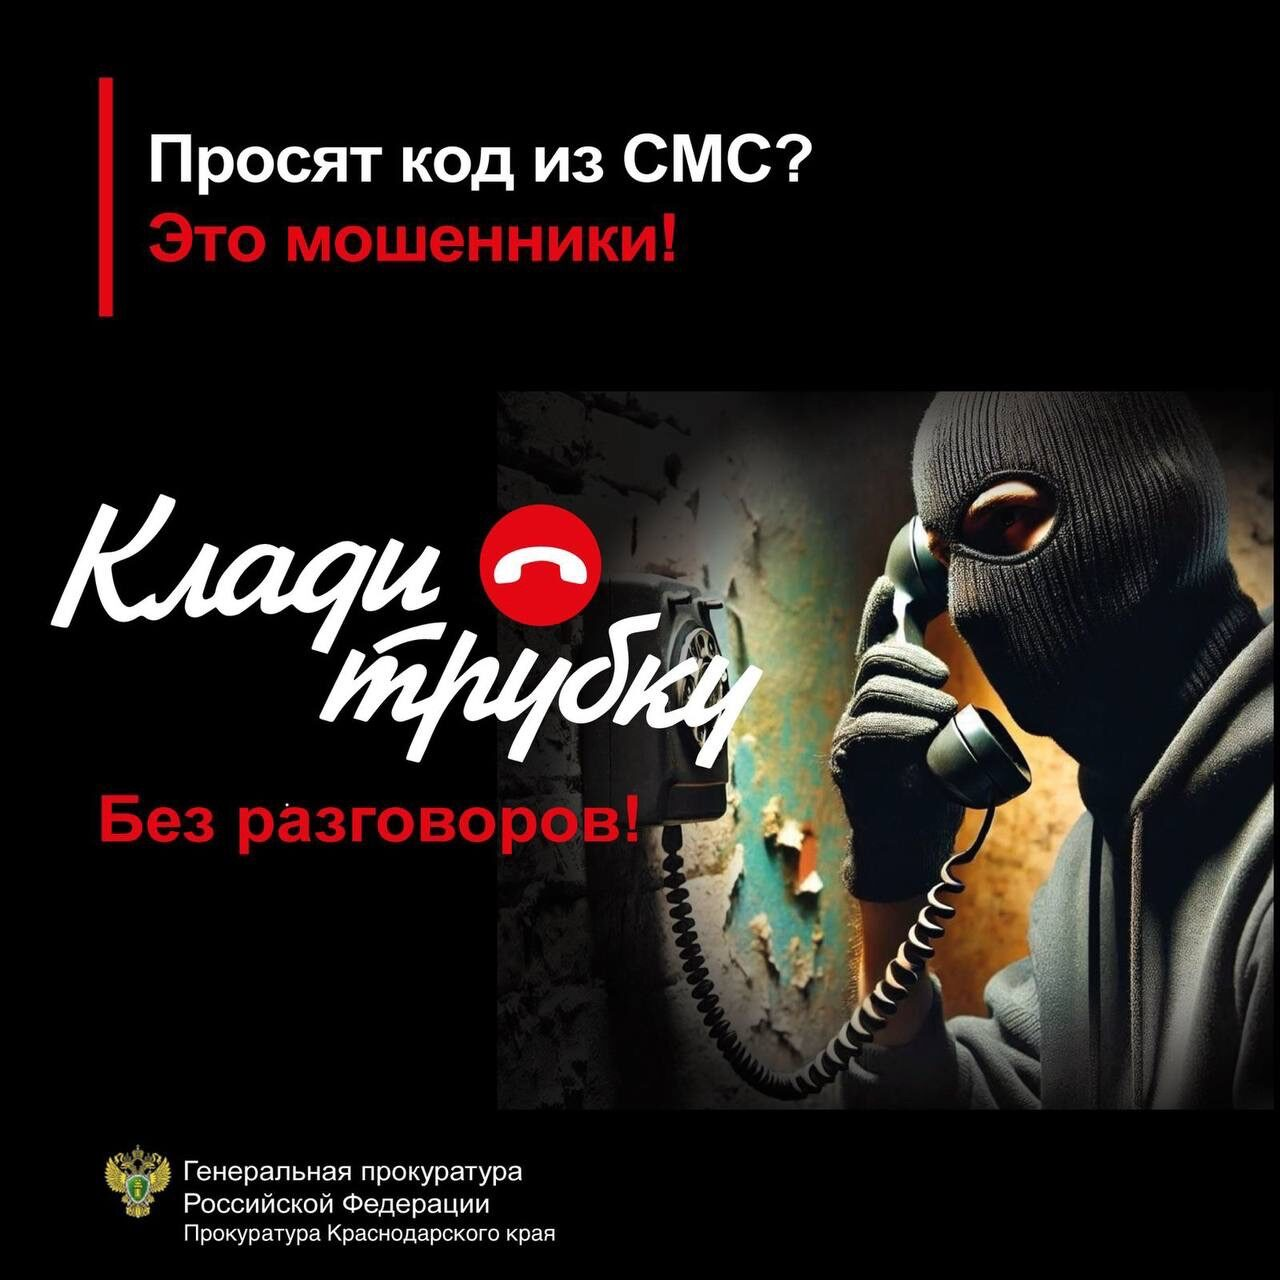 Просят код из СМС?
Это мошенники!
Клади
трубку
Без разговоров!
Генеральная прокуратура
Российской Федерации
Прокуратура Краснодарского края